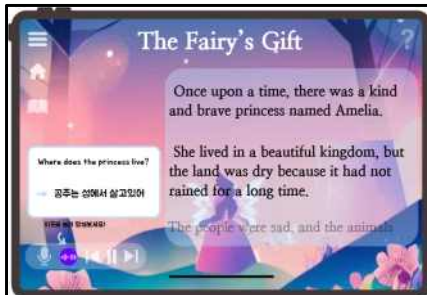 The Fairy's Gift
?
Once upon a time, there was a kind
and brave princess named Amelia.
She lived in a beautiful kingdom, but
the land was dry because it had not
rained for a long time.
The people were sad, and the animals
Where does the princess live?
→ 공주는 성에서 살고있어